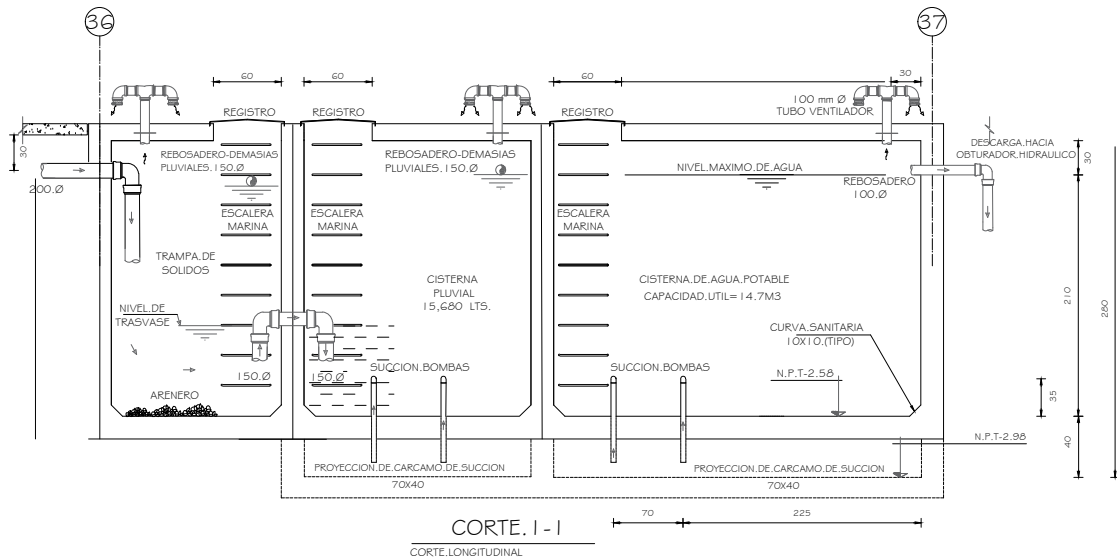 36
37
60
60
60
30
REGISTRO
REGISTRO
REGISTRO
100 mm Ø
TUBO VENTILADOR
DESCARGA.HACIA
OBTURADOR.HIDRAULICO
30
30
REBOSADERO-DEMASIAS
PLUVIALES.150.Ø
REBOSADERO-DEMASIAS
PLUVIALES.150.Ø
NIVEL.MAXIMO.DE.AGUA
REBOSADERO
100.Ø
200.Ø
ESCALERA
MARINA
ESCALERA
MARINA
ESCALERA
MARINA
TRAMPA.DE
SOLIDOS
CISTERNA
PLUVIAL
15,680 LTS.
CISTERNA.DE.AGUA.POTABLE
CAPACIDAD.UTIL=14.7M3
NIVEL.DE
TRASVASE
CURVA.SANITARIA
10X10.(TIPO)
210
280
150.Ø
150.Ø
SUCCION.BOMBAS
SUCCION.BOMBAS
N.P.T-2.58
35
ARENERO
N.P.T-2.98
40
PROYECCION.DE.CARCAMO.DE.SUCCION
70X40
PROYECCION.DE.CARCAMO.DE.SUCCION
70X40
70
225
CORTE.1-1
CORTE.LONGITUDINAL